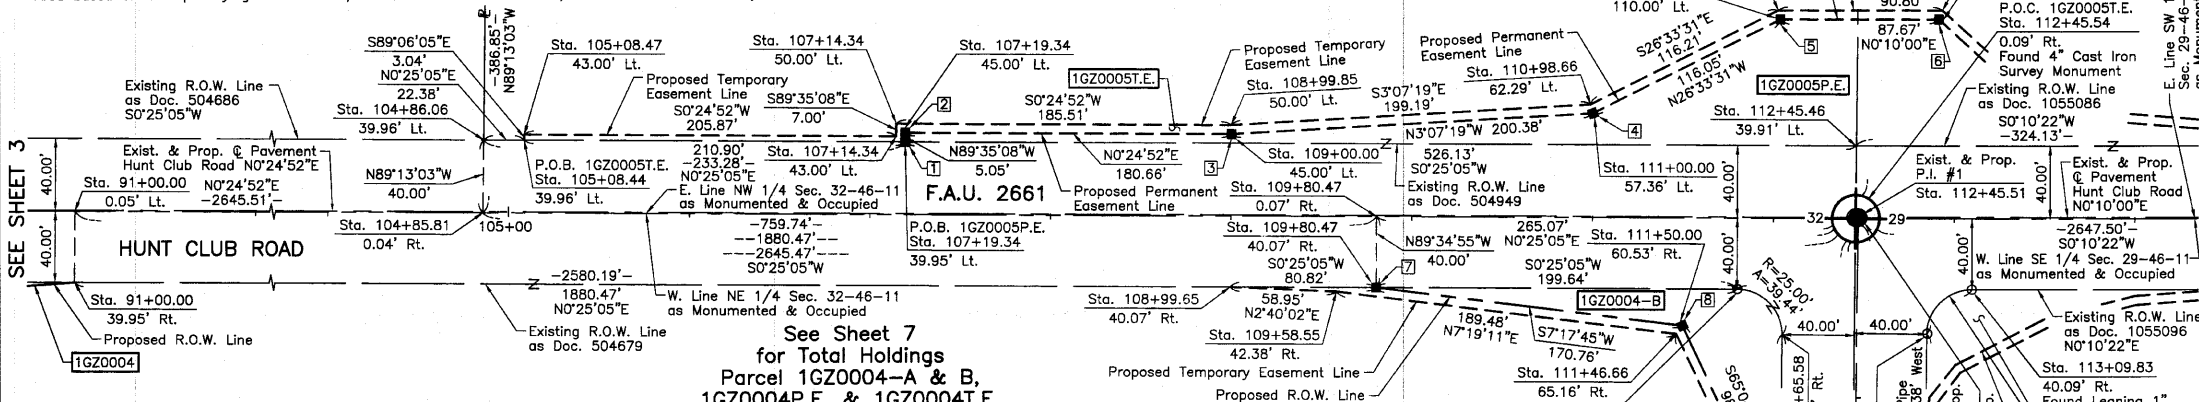 SEE SHEET 3
40.00'
40.00'
Existing R.O.W. Line
as Doc. 504686
S0°25'05"W
Exist. & Prop. ℄ Pavement
Hunt Club Road N0°24'52"E
Sta. 91+00.00
0.05' Lt.
N0°24'52"E
-2645.51'-
HUNT CLUB ROAD
Sta. 91+00.00
39.95' Rt.
Proposed R.O.W. Line
1GZ0004
S89°06'05"E
3.04'
N0°25'05"E
22.38'
Sta. 104+86.06
39.96' Lt.
N89°13'03"W
40.00'
Sta. 104+85.81
0.04' Rt.
105+00
-386.85'-
N89°13'03"W
Sta. 105+08.47
43.00' Lt.
Proposed Temporary
Easement Line
S0°24'52"W
205.87'
210.90'
-233.28'-
N0°25'05"E
P.O.B. 1GZ0005T.E.
Sta. 105+08.44
39.96' Lt.
E. Line NW 1/4 Sec. 32-46-11
as Monumented & Occupied
-759.74'-
--1880.47'--
---2645.47'---
S0°25'05"W
-2580.19'-
1880.47'
N0°25'05"E
Existing R.O.W. Line
as Doc. 504679
W. Line NE 1/4 Sec. 32-46-11
as Monumented & Occupied
See Sheet 7
for Total Holdings
Parcel 1GZ0004-A & B,
1GZ0004P.E. & 1GZ0004T.E.
Sta. 107+14.34
50.00' Lt.
S89°35'08"E
7.00'
Sta. 107+14.34
43.00' Lt.
Sta. 107+19.34
45.00' Lt.
2
1
N89°35'08"W
5.05'
F.A.U. 2661
P.O.B. 1GZ0005P.E.
Sta. 107+19.34
39.95' Lt.
1GZ0005T.E.
S0°24'52"W
185.51'
N0°24'52"E
180.66'
Proposed Permanent
Easement Line
Proposed Temporary
Easement Line
Sta. 108+99.85
50.00' Lt.
3
Sta. 109+00.00
45.00' Lt.
Sta. 109+80.47
0.07' Rt.
Sta. 109+80.47
40.07' Rt.
S0°25'05"W
80.82'
Sta. 108+99.65
40.07' Rt.
58.95'
N2°40'02"E
Sta. 109+58.55
42.38' Rt.
S3°07'19"E
199.19'
N3°07'19"W 200.38'
526.13'
S0°25'05"W
Existing R.O.W. Line
as Doc. 504949
N89°34'55"W
40.00'
7
265.07'
N0°25'05"E
S0°25'05"W
199.64'
189.48'
N7°19'11"E
S7°17'45"W
170.76'
Proposed Temporary Easement Line
Proposed R.O.W. Line
Proposed Permanent
Easement Line
Sta. 110+98.66
62.29' Lt.
4
Sta. 111+00.00
57.36' Lt.
Sta. 111+50.00
60.53' Rt.
1GZ0004-B
8
Sta. 111+46.66
65.16' Rt.
S26°33'31"E
116.21'
116.05'
N26°33'31"W
110.00' Lt.
5
90.80'
87.67'
N0°10'00"E
6
1GZ0005P.E.
Sta. 112+45.46
39.91' Lt.
40.00'
40.00'
R=25.00'
A=39.44'
40.00'
40.00'
32
29
P.O.C. 1GZ0005T.E.
Sta. 112+45.54
0.09' Rt.
Found 4" Cast Iron
Survey Monument
Existing R.O.W. Line
as Doc. 1055086
S0°10'22"W
-324.13'-
Exist. & Prop.
P.I. #1
Sta. 112+45.51
Exist. & Prop.
℄ Pavement
Hunt Club Road
N0°10'00"E
40.00'
40.00'
-2647.50'-
S0°10'22"W
W. Line SE 1/4 Sec. 29-46-11
as Monumented & Occupied
Existing R.O.W. Line
as Doc. 1055096
N0°10'22"E
Sta. 113+09.83
40.09' Rt.
Found Leaning 1"